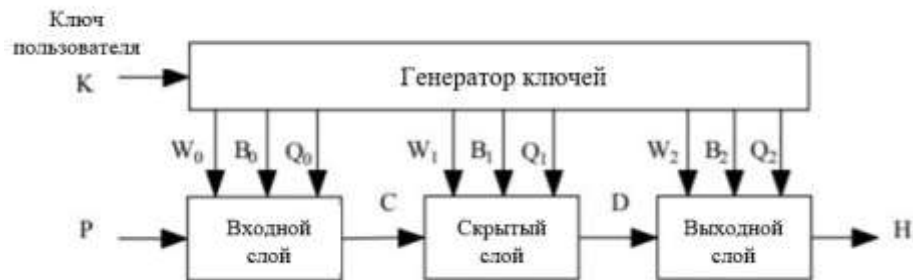 Ключ
пользователя
K
Генератор ключей
W₀ B₀ Q₀ W₁ B₁ Q₁ W₂ B₂ Q₂
P
Входной
слой
C
Скрытый
слой
D
Выходной
слой
H